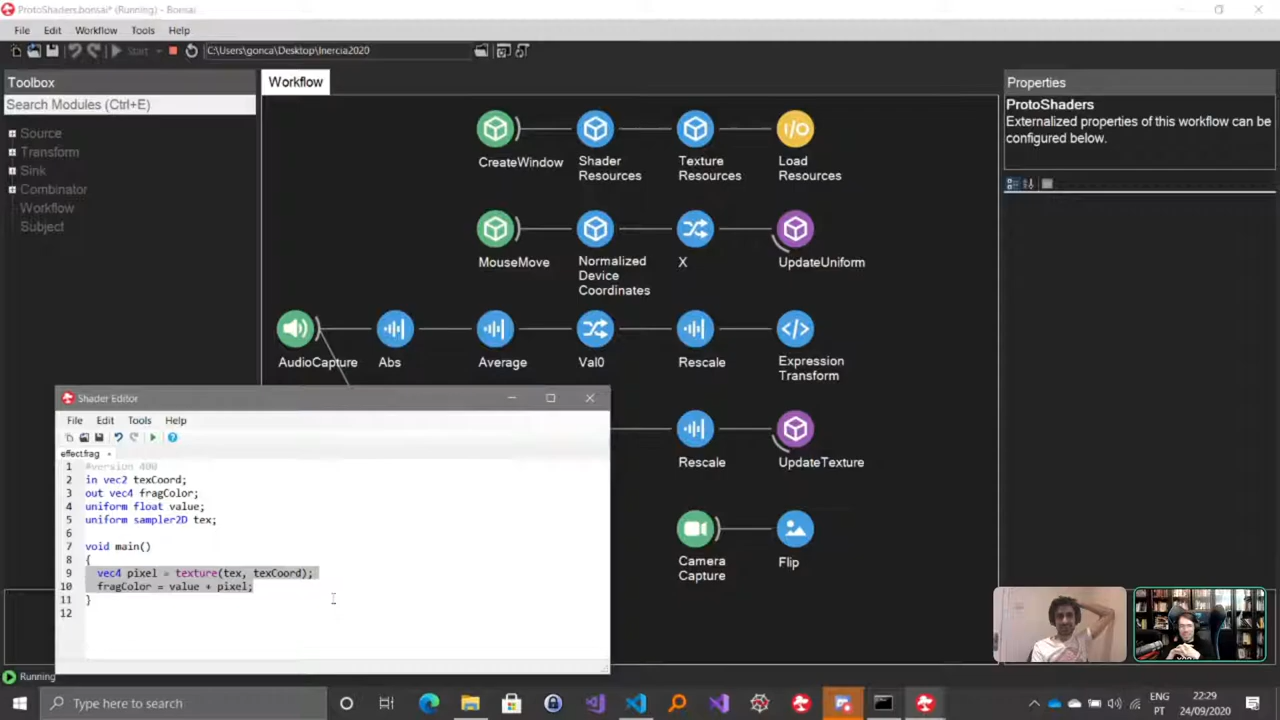 ProtoShaders.bonsai* (Running) - Bonsai
File Edit Workflow Tools Help
Start C:\Users\gonca\Desktop\Inercia2020
Toolbox
Search Modules (Ctrl+E)
Source
Transform
Sink
Combinator
Workflow
Subject
Workflow
CreateWindow
Shader
Resources
Texture
Resources
I/O
Load
Resources
MouseMove
Normalized
Device
Coordinates
X
UpdateUniform
AudioCapture
Abs
Average
Val0
Rescale
</>
Expression
Transform
Rescale
UpdateTexture
Camera
Capture
Flip
Properties
ProtoShaders
Externalized properties of this workflow can be
configured below.
Shader Editor
File Edit Tools Help
effect.frag
1 #version 400
2 in vec2 texCoord;
3 out vec4 fragColor;
4 uniform float value;
5 uniform sampler2D tex;
6
7 void main()
8 {
9 vec4 pixel = texture(tex, texCoord);
10 fragColor = value + pixel;
11 }
12
Running
Type here to search
ENG
PT
22:29
24/09/2020